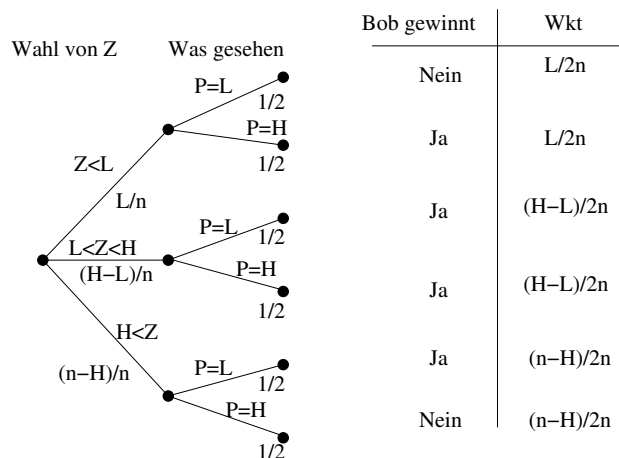 Wahl von Z Was gesehen Bob gewinnt Wkt
P=L
1/2
Nein L/2n
P=H
1/2
Ja L/2n
Z<L
L/n
P=L
1/2
Ja (H−L)/2n
L<Z<H
(H−L)/n
P=H
1/2
Ja (H−L)/2n
H<Z
(n−H)/n
P=L
1/2
Ja (n−H)/2n
P=H
1/2
Nein (n−H)/2n